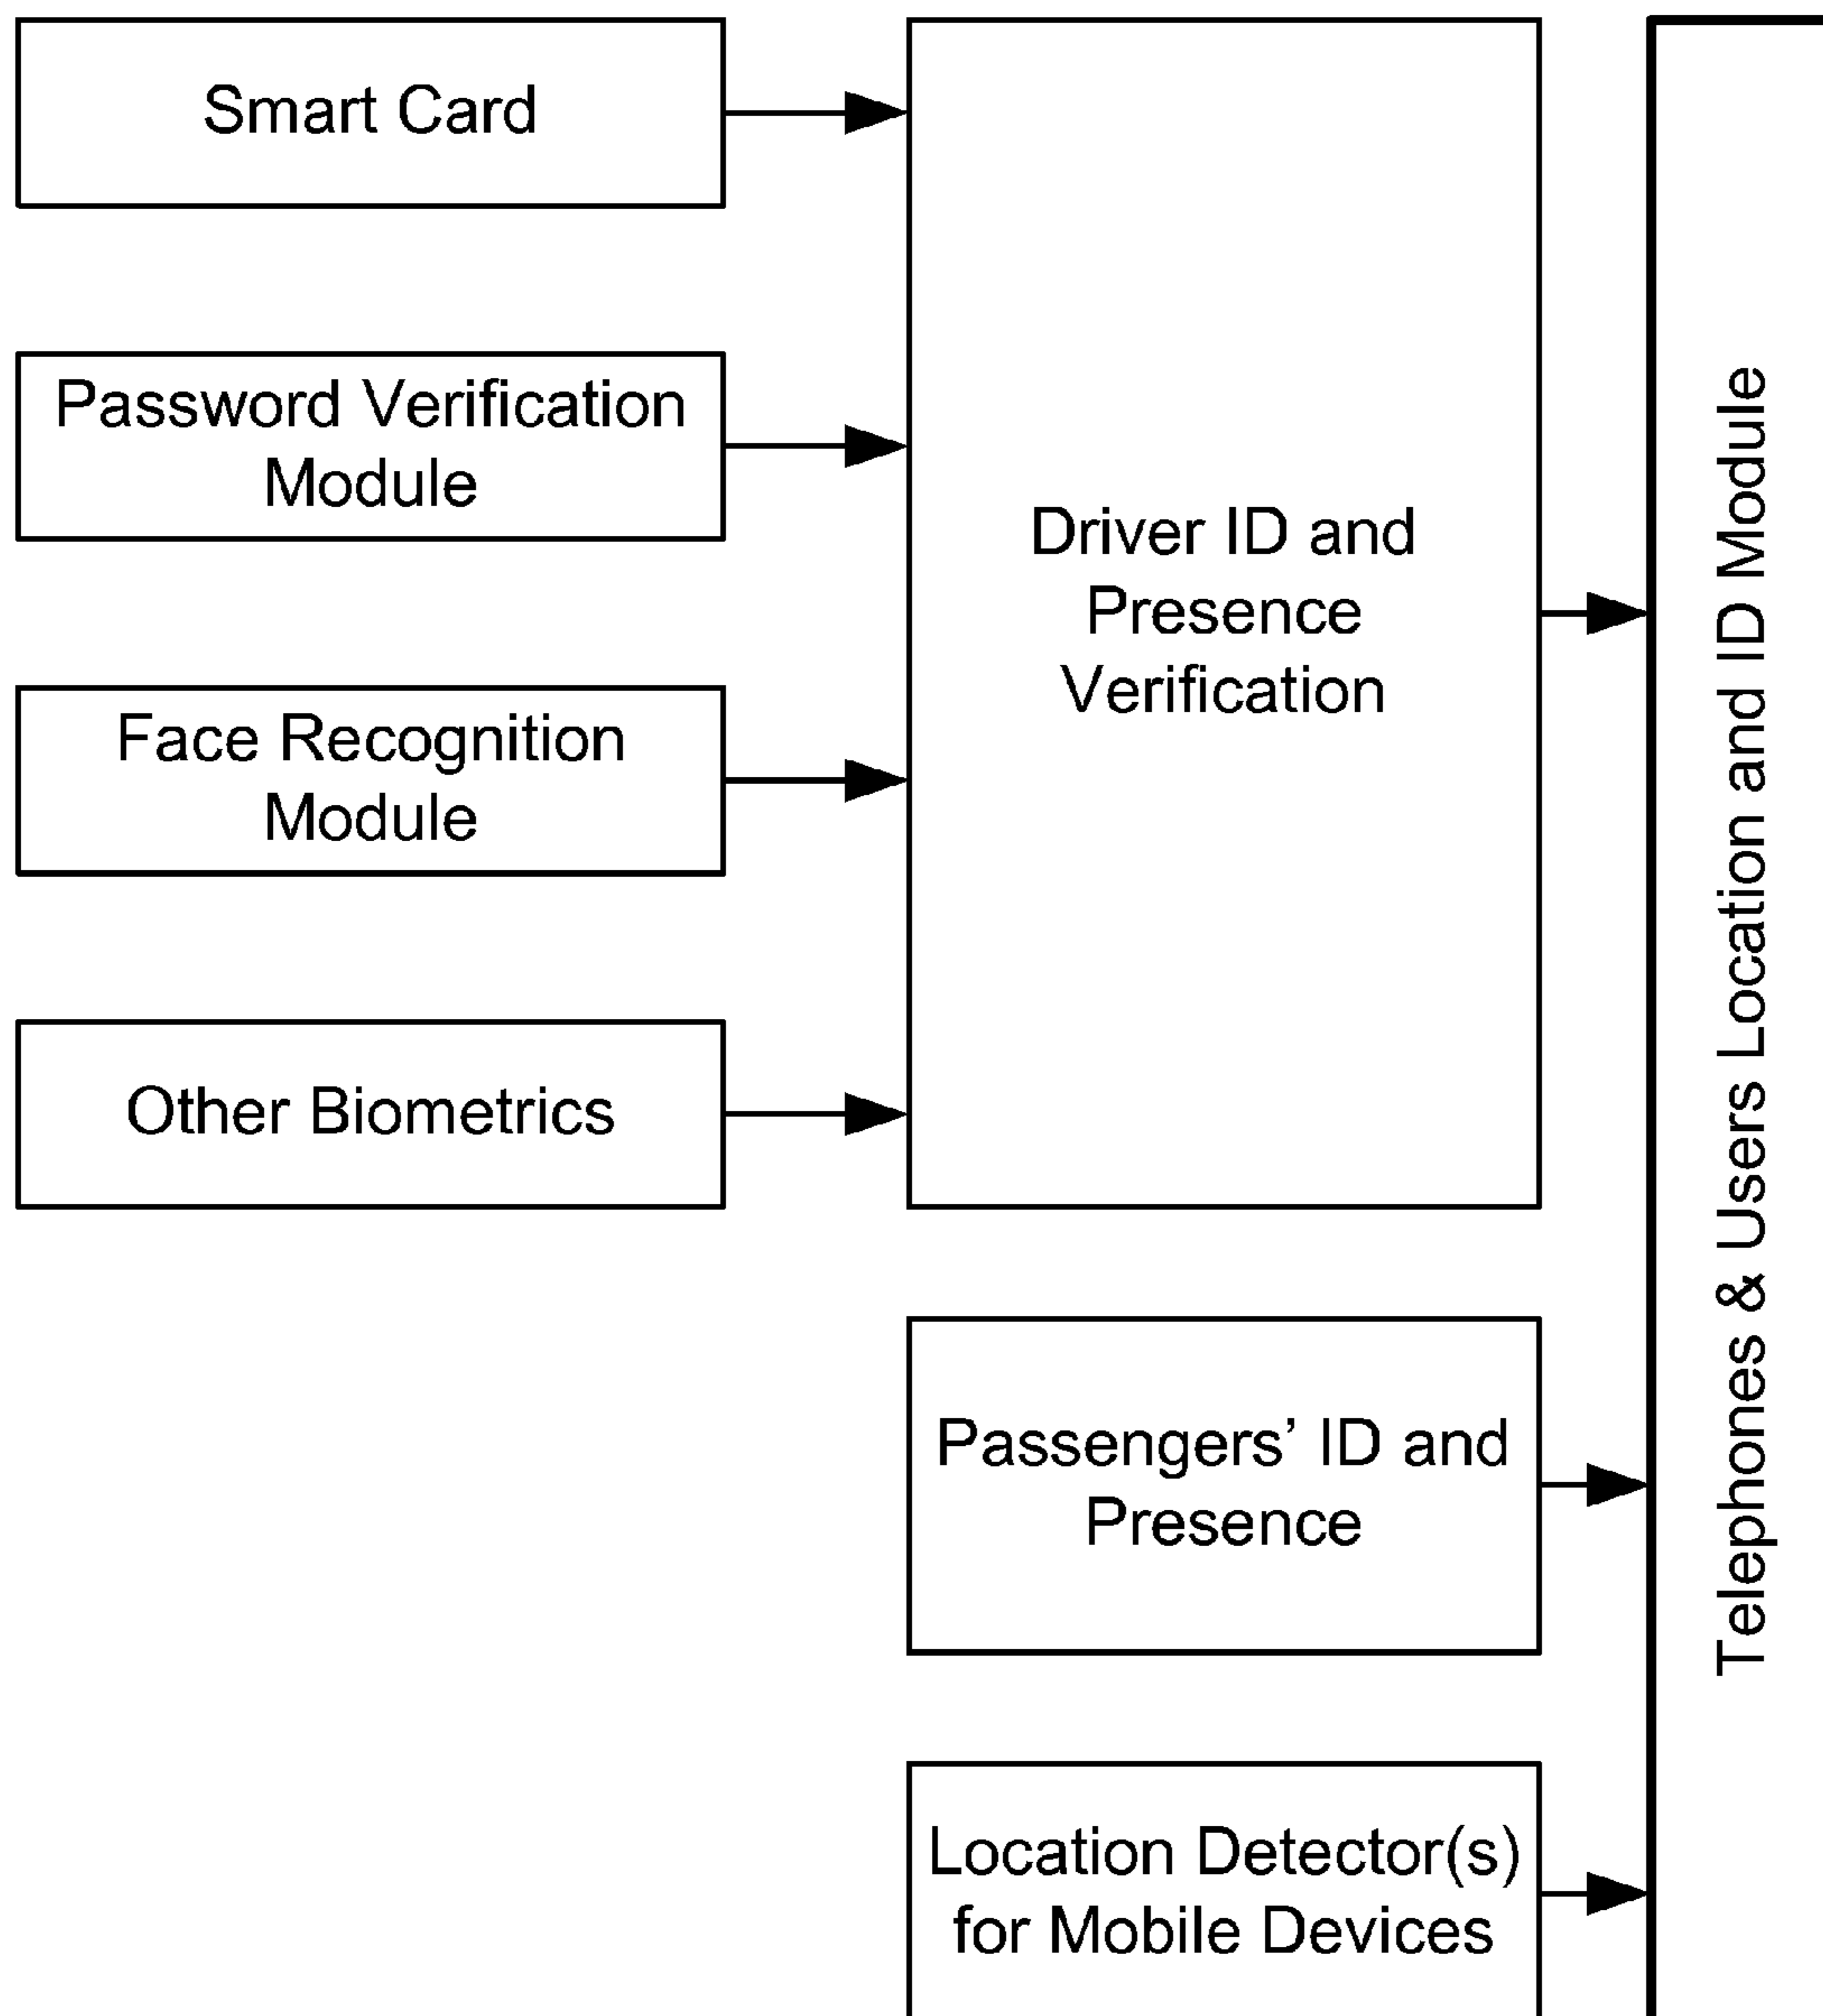 Smart Card
Password Verification
Module
Face Recognition
Module
Other Biometrics
Driver ID and
Presence
Verification
Passengers’ ID and
Presence
Location Detector(s)
for Mobile Devices
Telephones & Users Location and ID Module